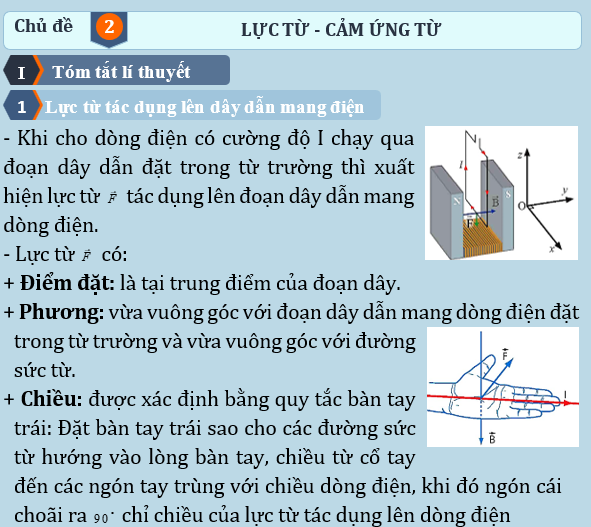 Chủ đề 2 LỰC TỪ - CẢM ỨNG TỪ
I Tóm tắt lí thuyết
1 Lực từ tác dụng lên dây dẫn mang điện
- Khi cho dòng điện có cường độ I chạy qua
đoạn dây dẫn đặt trong từ trường thì xuất
hiện lực từ F⃗ tác dụng lên đoạn dây dẫn mang
dòng điện.
- Lực từ F⃗ có:
+ Điểm đặt: là tại trung điểm của đoạn dây.
+ Phương: vừa vuông góc với đoạn dây dẫn mang dòng điện đặt
trong từ trường và vừa vuông góc với đường
sức từ.
+ Chiều: được xác định bằng quy tắc bàn tay
trái: Đặt bàn tay trái sao cho các đường sức
từ hướng vào lòng bàn tay, chiều từ cổ tay
đến các ngón tay trùng với chiều dòng điện, khi đó ngón cái
choãi ra 90° chỉ chiều của lực từ tác dụng lên dòng điện
I
N
S
B⃗
F⃗
z
y
O
x
F⃗
I
B⃗